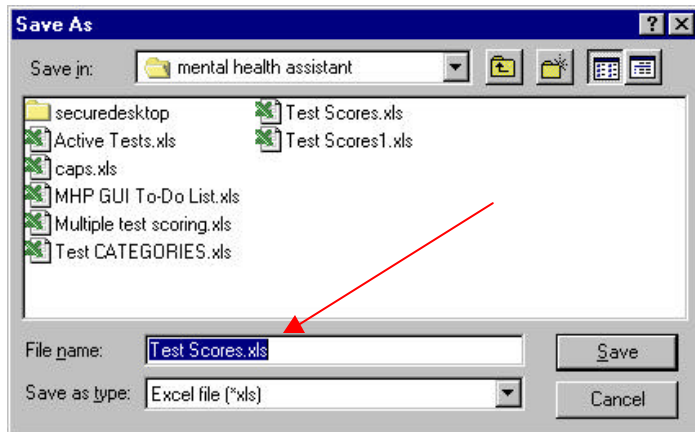 Save As
Save in: mental health assistant
securedesktop
Active Tests.xls
caps.xls
MHP GUI To-Do List.xls
Multiple test scoring.xls
Test CATEGORIES.xls
Test Scores.xls
Test Scores1.xls
File name: Test Scores.xls Save
Save as type: Excel file (*xls) Cancel